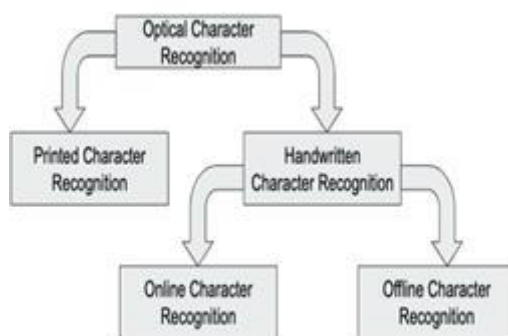 Optical Character
Recognition
Printed Character
Recognition
Handwritten
Character Recognition
Online Character
Recognition
Offline Character
Recognition